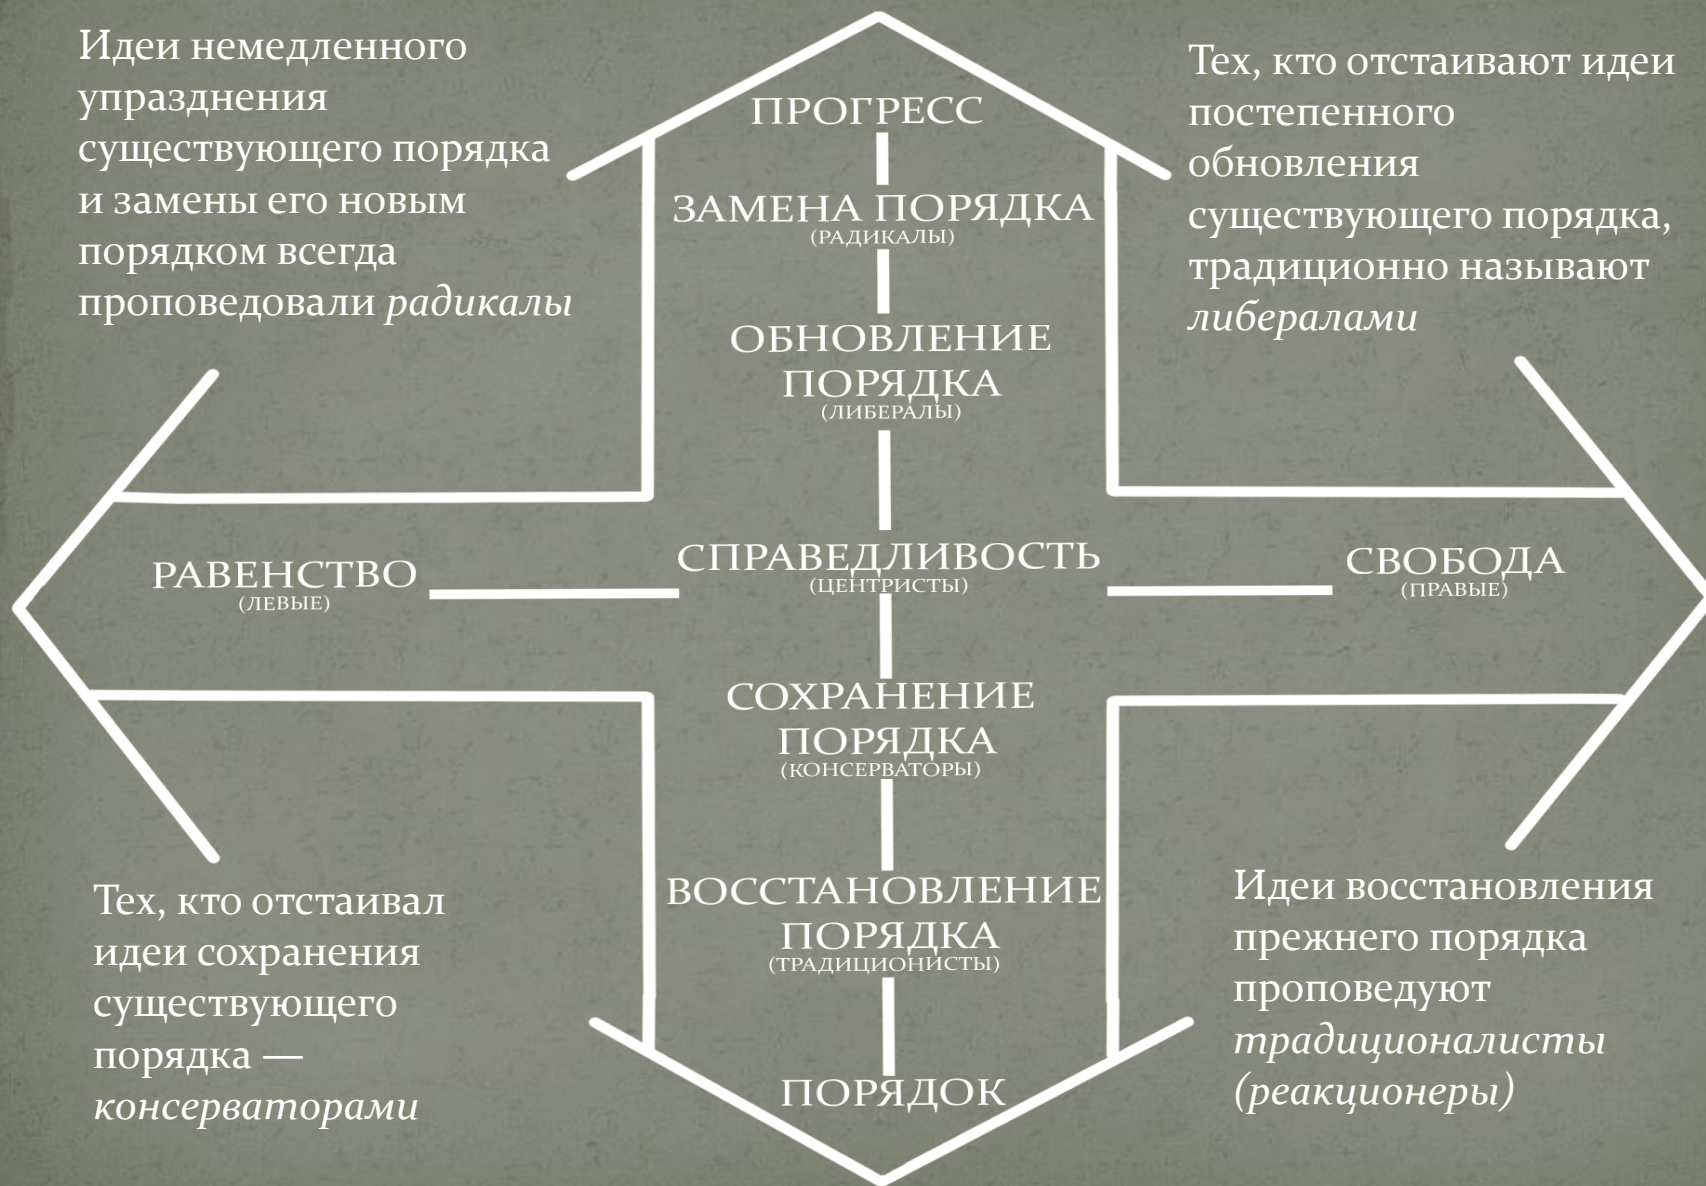 Идеи немедленного
упразднения
существующего порядка
и замены его новым
порядком всегда
проповедовали радикалы
Тех, кто отстаивают идеи
постепенного
обновления
существующего порядка,
традиционно называют
либералами
ПРОГРЕСС
ЗАМЕНА ПОРЯДКА
(РАДИКАЛЫ)
ОБНОВЛЕНИЕ
ПОРЯДКА
(ЛИБЕРАЛЫ)
РАВЕНСТВО
(ЛЕВЫЕ)
СПРАВЕДЛИВОСТЬ
(ЦЕНТРИСТЫ)
СВОБОДА
(ПРАВЫЕ)
СОХРАНЕНИЕ
ПОРЯДКА
(КОНСЕРВАТОРЫ)
ВОССТАНОВЛЕНИЕ
ПОРЯДКА
(ТРАДИЦИОНИСТЫ)
ПОРЯДОК
Тех, кто отстаивал
идеи сохранения
существующего
порядка —
консерваторами
Идеи восстановления
прежнего порядка
проповедуют
традиционалисты
(реакционеры)